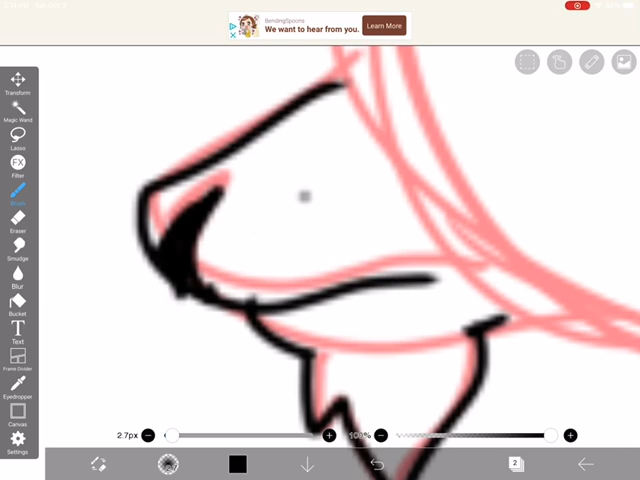 BendingSpoons
We want to hear from you.
Learn More
Transform
Magic Wand
Lasso
FX
Filter
Brush
Eraser
Smudge
Blur
Bucket
T
Text
Frame Divider
Eyedropper
Canvas
Settings
2.7px
100%
2